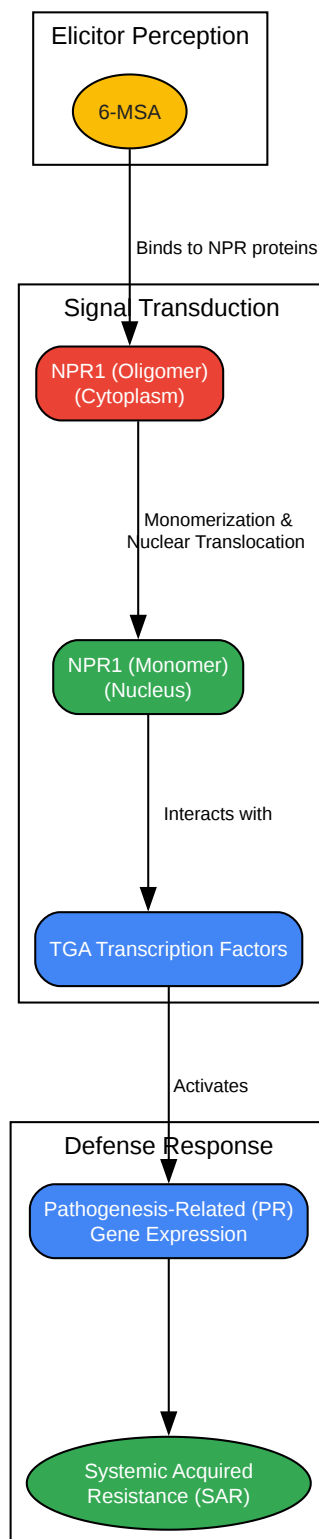 Elicitor Perception
6-MSA
Binds to NPR proteins
Signal Transduction
NPR1 (Oligomer)
(Cytoplasm)
Monomerization &
Nuclear Translocation
NPR1 (Monomer)
(Nucleus)
Interacts with
TGA Transcription Factors
Activates
Defense Response
Pathogenesis-Related (PR)
Gene Expression
Systemic Acquired
Resistance (SAR)